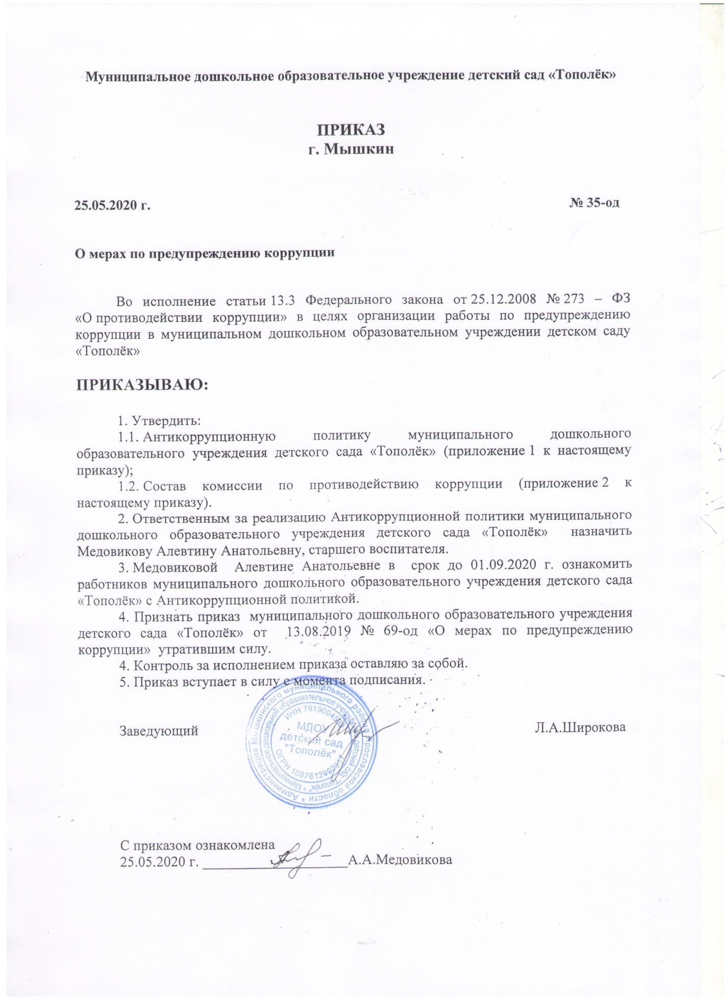 Муниципальное дошкольное образовательное учреждение детский сад «Тополёк»
ПРИКАЗ
г. Мышкин
25.05.2020 г. № 35-од
О мерах по предупреждению коррупции
Во исполнение статьи 13.3 Федерального закона от 25.12.2008 № 273 – ФЗ
«О противодействии коррупции» в целях организации работы по предупреждению
коррупции в муниципальном дошкольном образовательном учреждении детском саду
«Тополёк»
ПРИКАЗЫВАЮ:
1. Утвердить:
1.1. Антикоррупционную политику муниципального дошкольного
образовательного учреждения детского сада «Тополёк» (приложение 1 к настоящему
приказу);
1.2. Состав комиссии по противодействию коррупции (приложение 2 к
настоящему приказу).
2. Ответственным за реализацию Антикоррупционной политики муниципального
дошкольного образовательного учреждения детского сада «Тополёк» назначить
Медовикову Алевтину Анатольевну, старшего воспитателя.
3. Медовиковой Алевтине Анатольевне в срок до 01.09.2020 г. ознакомить
работников муниципального дошкольного образовательного учреждения детского сада
«Тополёк» с Антикоррупционной политикой.
4. Признать приказ муниципального дошкольного образовательного учреждения
детского сада «Тополёк» от 13.08.2019 № 69-од «О мерах по предупреждению
коррупции» утратившим силу.
4. Контроль за исполнением приказа оставляю за собой.
5. Приказ вступает в силу с момента подписания.
Администрация Мышкинского муниципального района Ярославской области *
Муниципальное дошкольное образовательное учреждение детский сад "Тополёк" *
ИНН
МДОУ
детский сад
"Тополёк"
ОГРН
Заведующий Л.А.Широкова
С приказом ознакомлена
25.05.2020 г. ____________________А.А.Медовикова